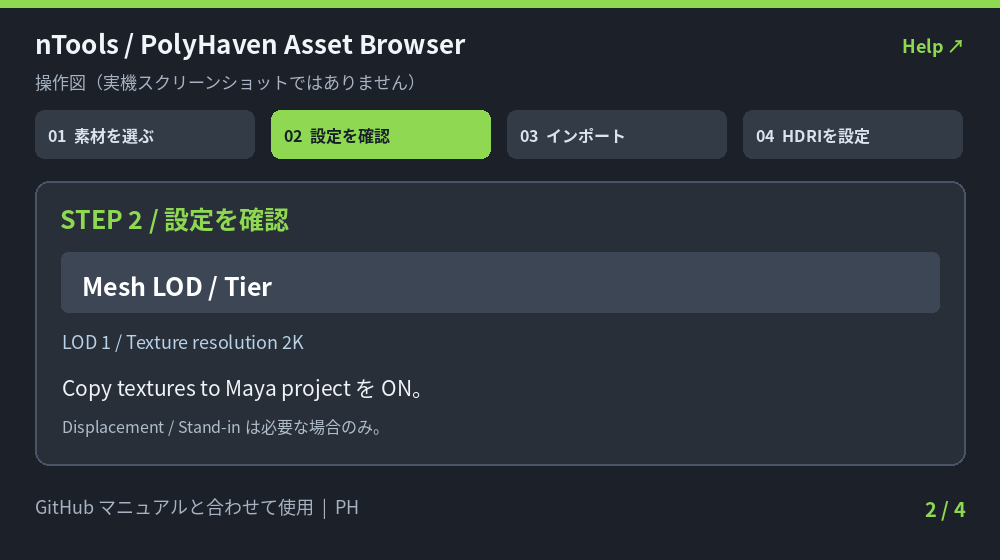 nTools / PolyHaven Asset Browser
Help ↗
操作図（実機スクリーンショットではありません）
01 素材を選ぶ
02 設定を確認
03 インポート
04 HDRIを設定
STEP 2 / 設定を確認
Mesh LOD / Tier
LOD 1 / Texture resolution 2K
Copy textures to Maya project を ON。
Displacement / Stand-in は必要な場合のみ。
GitHub マニュアルと合わせて使用｜PH
2 / 4